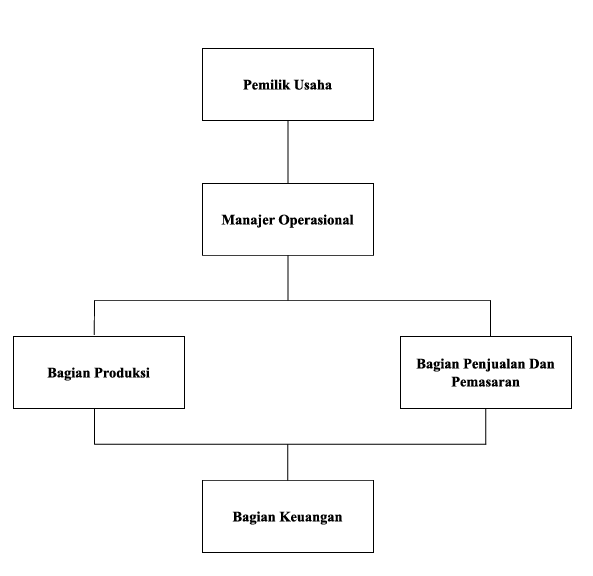 Pemilik Usaha
Manajer Operasional
Bagian Produksi
Bagian Penjualan Dan
Pemasaran
Bagian Keuangan